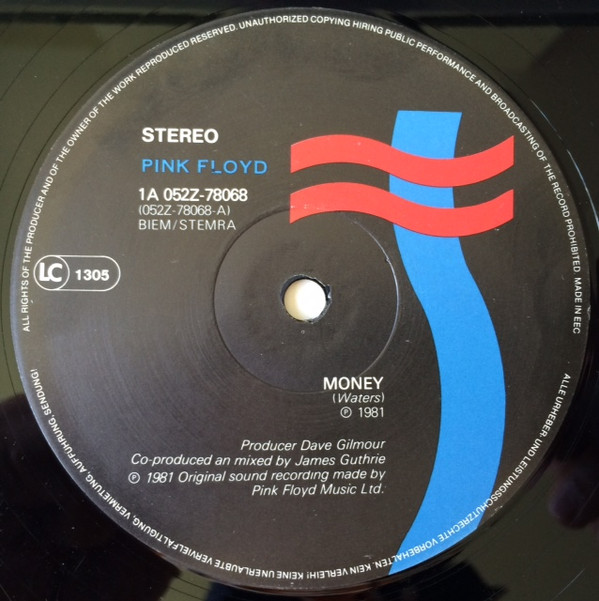 ALL RIGHTS OF THE PRODUCER AND OF THE OWNER OF THE WORK REPRODUCED RESERVED. UNAUTHORIZED COPYING HIRING PUBLIC PERFORMANCE AND BROADCASTING OF THE RECORD PROHIBITED MADE IN EEC
STEREO
PINK FLOYD
1A 052Z-78068
(052Z-78068-A)
BIEM/STEMRA
LC 1305
MONEY
(Waters)
℗ 1981
Producer Dave Gilmour
Co-produced an mixed by James Guthrie
℗ 1981 Original sound recording made by
Pink Floyd Music Ltd.
ALLE URHEBER- UND LEISTUNGSSCHUTZRECHTE VORBEHALTEN. KEIN VERLEIH! KEINE UNERLAUBTE VERVIELFALTIGUNG, VERMIETUNG, AUFFUHRUNG, SENDUNG!